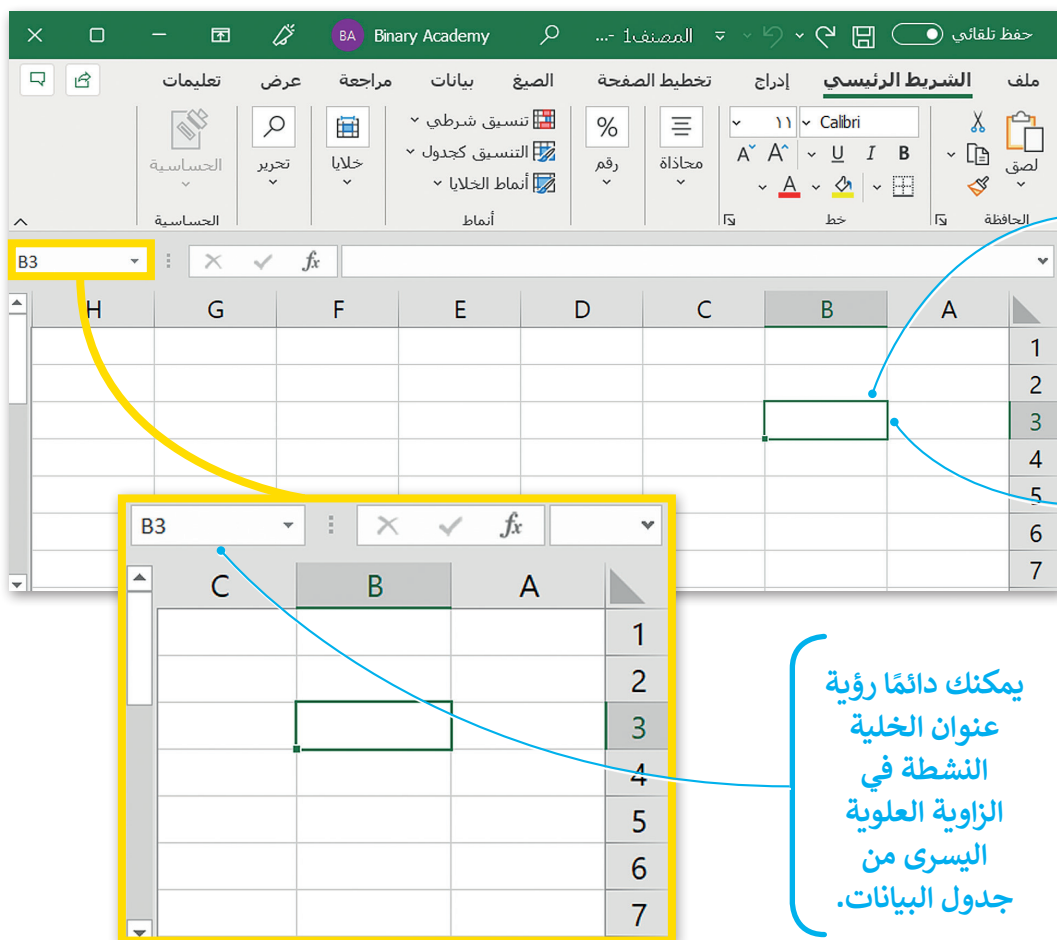 حفظ تلقائي المصنف1 -... Binary Academy BA
ملف الشريط الرئيسي إدراج تخطيط الصفحة الصيغ بيانات مراجعة عرض تعليمات
لصق
الحافظة
Calibri ١١
B I U A^ A˅
A
خط
محاذاة
% رقم
تنسيق شرطي
التنسيق كجدول
أنماط الخلايا
أنماط
خلايا
تحرير
الحساسية
الحساسية
B3 fx
A B C D E F G H
1
2
3
4
5
6
7
B3 fx
A B C
1
2
3
4
5
6
7
يمكنك دائمًا رؤية
عنوان الخلية
النشطة في
الزاوية العلوية
اليسرى من
جدول البيانات.